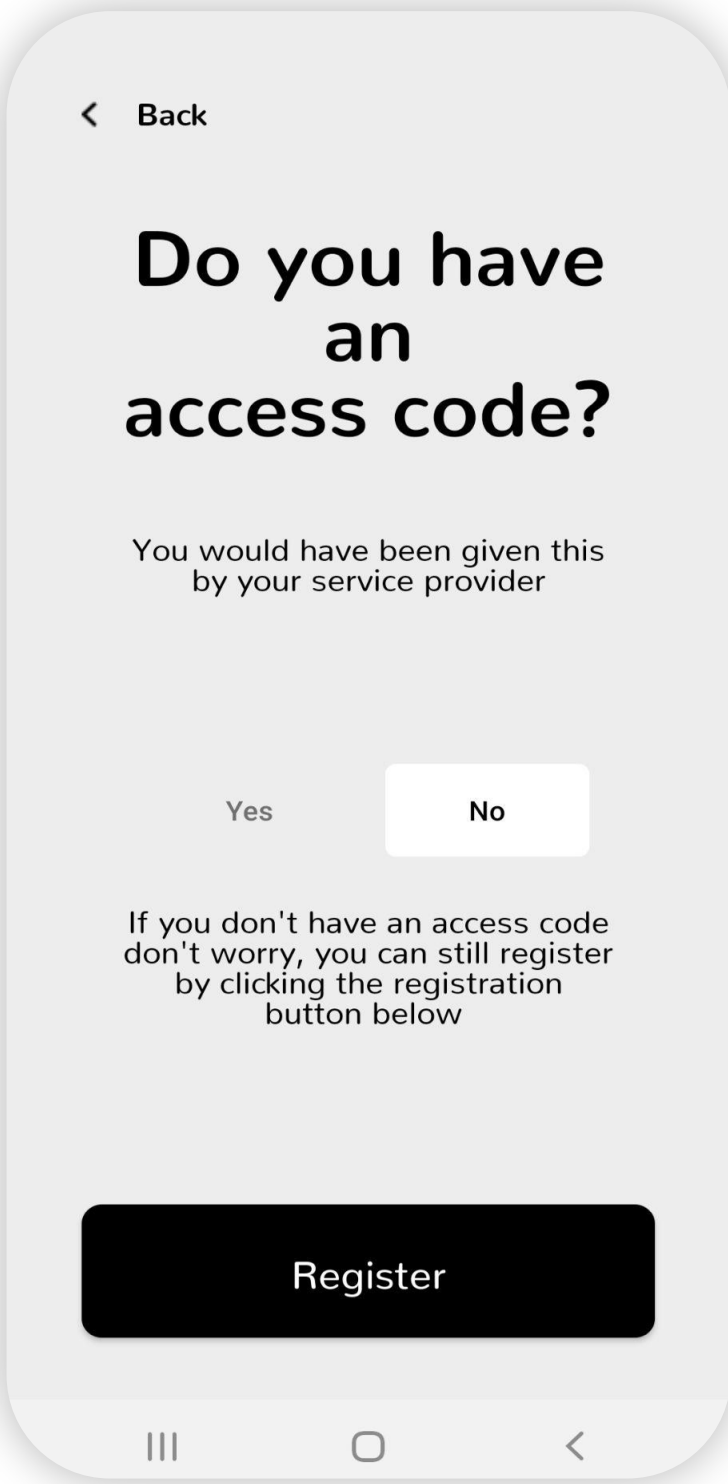 Back
Do you have
an
access code?
You would have been given this
by your service provider
Yes
No
If you don't have an access code
don't worry, you can still register
by clicking the registration
button below
Register